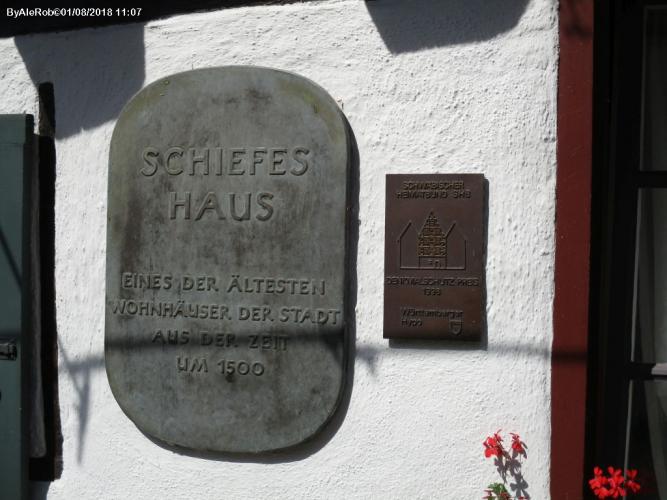 ByAleRob©01/08/2018 11:07
SCHIEFES
HAUS
EINES DER ÄLTESTEN
WOHNHÄUSER DER STADT
AUS DER ZEIT
UM 1500
SCHWÄBISCHER
HEIMATBUND SHB
DENKMALSCHUTZ-PREIS
Württemberger
Hypo